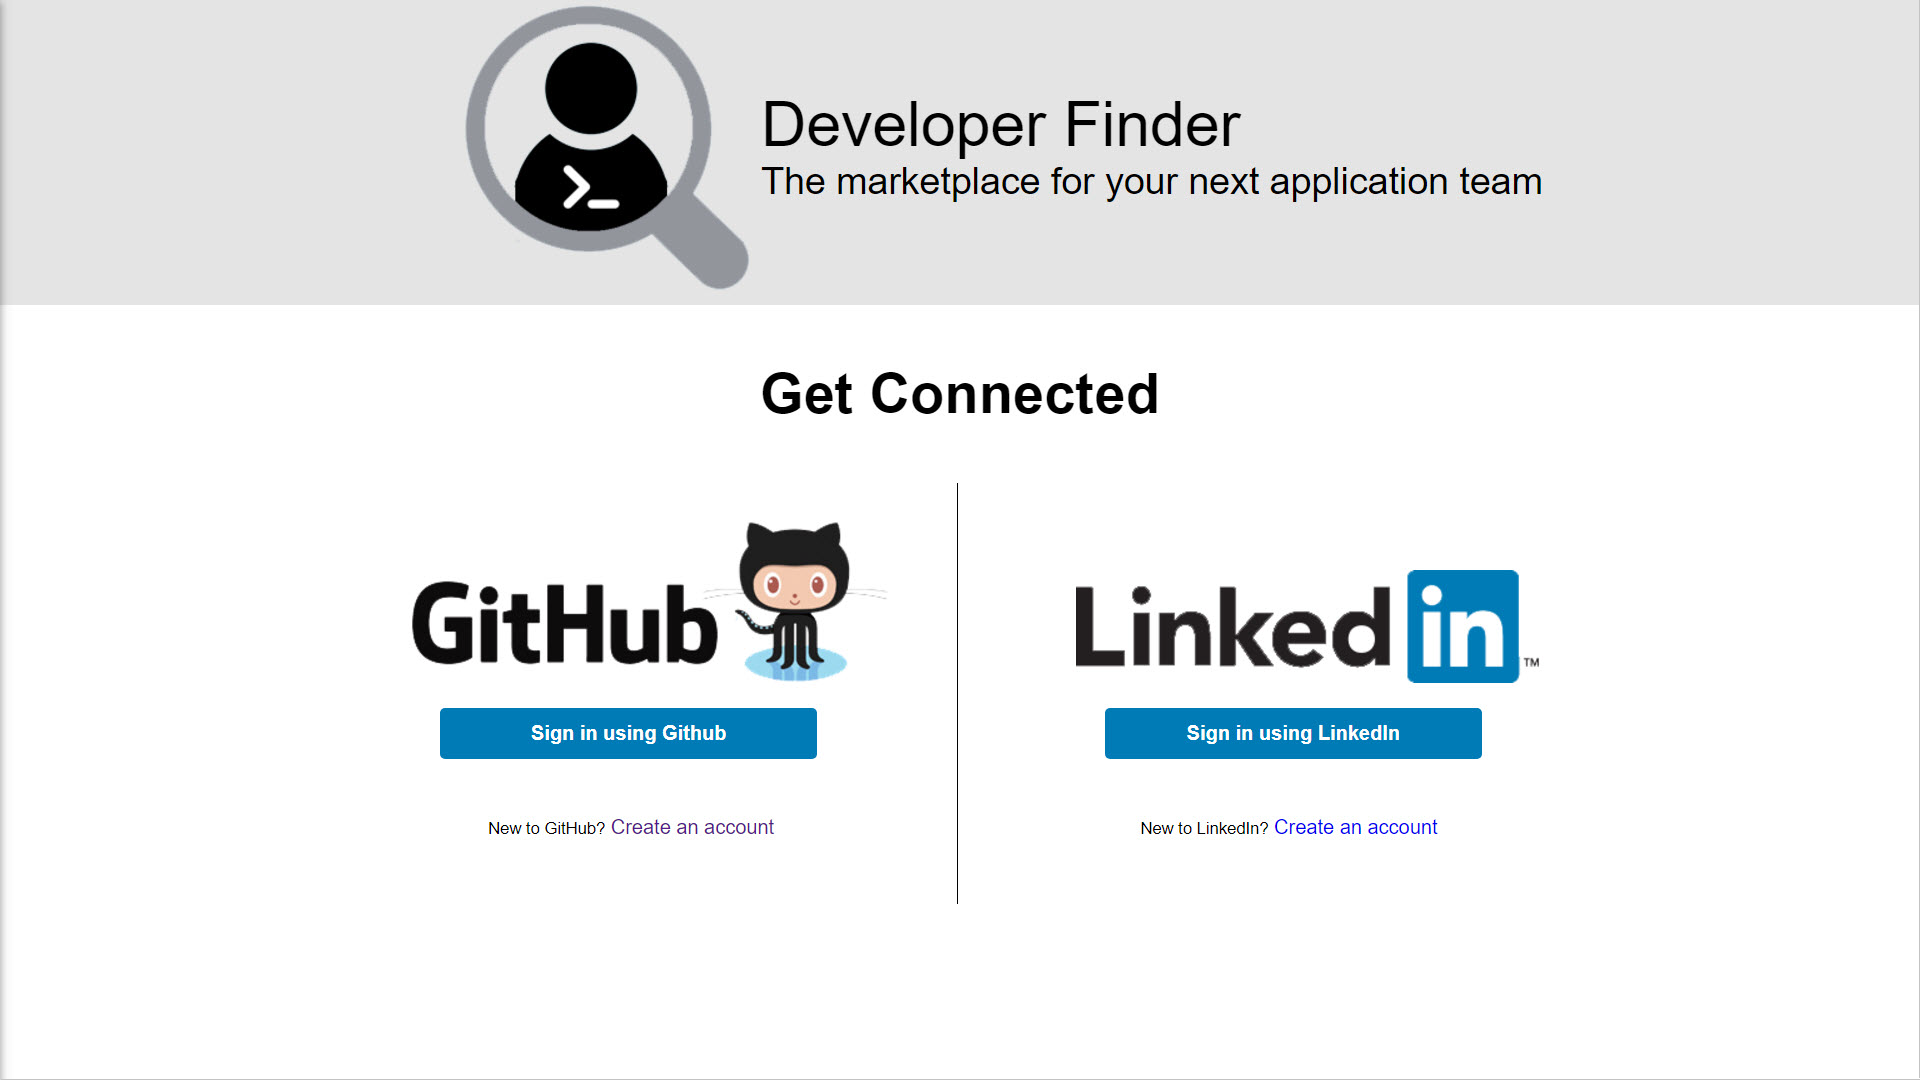 Developer Finder
The marketplace for your next application team
Get Connected
GitHub
Linked in ™
Sign in using Github
Sign in using LinkedIn
New to GitHub? Create an account
New to LinkedIn? Create an account